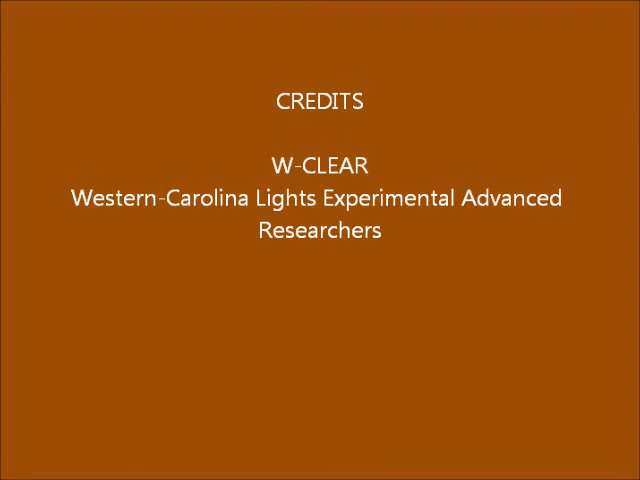 CREDITS
W-CLEAR
Western-Carolina Lights Experimental Advanced
Researchers